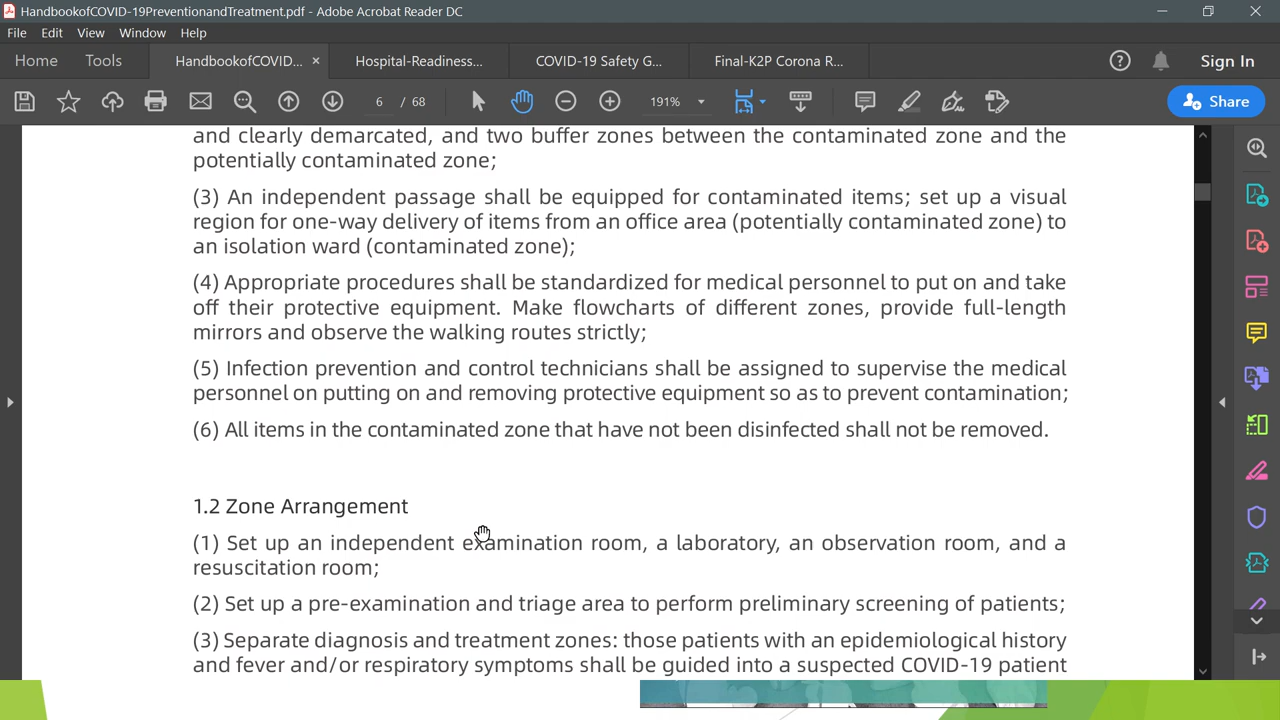 HandbookofCOVID-19PreventionandTreatment.pdf - Adobe Acrobat Reader DC
File Edit View Window Help
Home Tools HandbookofCOVID... × Hospital-Readiness... COVID-19 Safety G... Final-K2P Corona R... Sign In
6 / 68 191% Share
and clearly demarcated, and two buffer zones between the contaminated zone and the
potentially contaminated zone;
(3) An independent passage shall be equipped for contaminated items; set up a visual
region for one-way delivery of items from an office area (potentially contaminated zone) to
an isolation ward (contaminated zone);
(4) Appropriate procedures shall be standardized for medical personnel to put on and take
off their protective equipment. Make flowcharts of different zones, provide full-length
mirrors and observe the walking routes strictly;
(5) Infection prevention and control technicians shall be assigned to supervise the medical
personnel on putting on and removing protective equipment so as to prevent contamination;
(6) All items in the contaminated zone that have not been disinfected shall not be removed.
1.2 Zone Arrangement
(1) Set up an independent examination room, a laboratory, an observation room, and a
resuscitation room;
(2) Set up a pre-examination and triage area to perform preliminary screening of patients;
(3) Separate diagnosis and treatment zones: those patients with an epidemiological history
and fever and/or respiratory symptoms shall be guided into a suspected COVID-19 patient